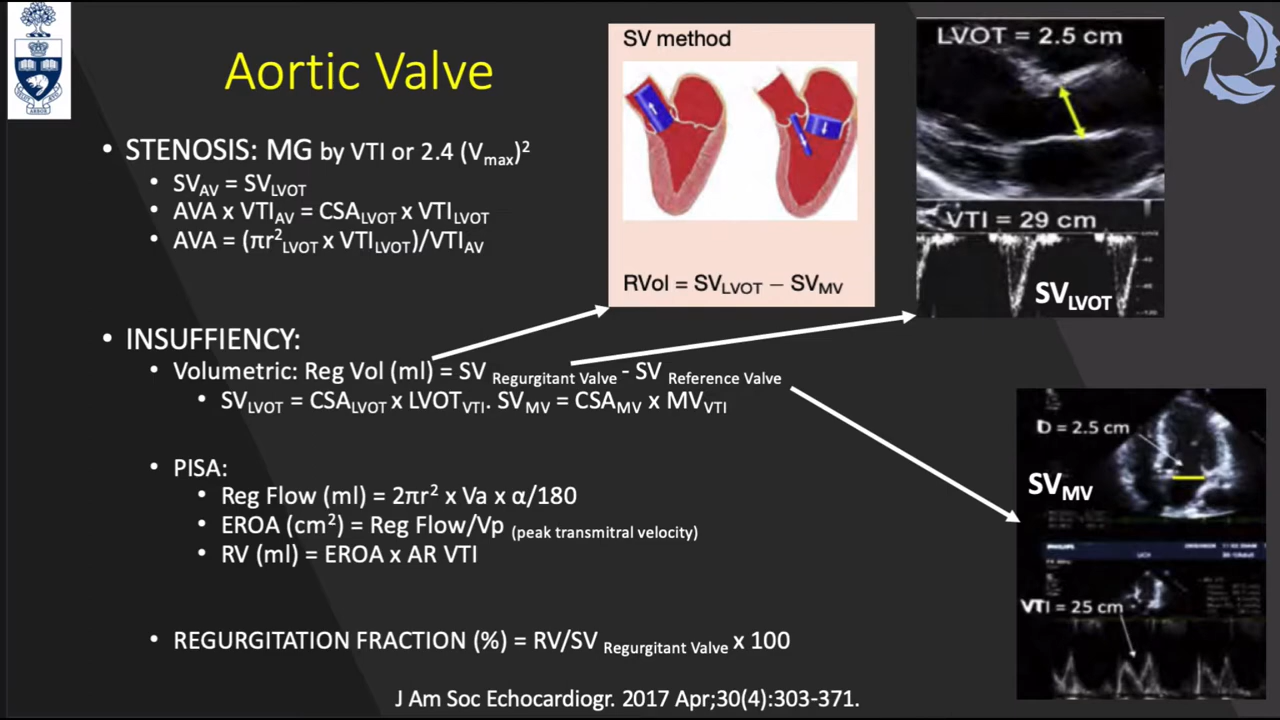 Aortic Valve
• STENOSIS: MG by VTI or 2.4 (Vmax)²
• SVAV = SVLVOT
• AVA x VTIAV = CSALVOT x VTILVOT
• AVA = (πr²LVOT x VTILVOT)/VTIAV
• INSUFFIENCY:
• Volumetric: Reg Vol (ml) = SV Regurgitant Valve - SV Reference Valve
• SVLVOT = CSALVOT x LVOTVTI. SVMV = CSAMV x MVVTI
• PISA:
• Reg Flow (ml) = 2πr² x Va x α/180
• EROA (cm²) = Reg Flow/Vp (peak transmitral velocity)
• RV (ml) = EROA x AR VTI
• REGURGITATION FRACTION (%) = RV/SV Regurgitant Valve x 100
J Am Soc Echocardiogr. 2017 Apr;30(4):303-371.
SV method
RVol = SVLVOT − SVMV
LVOT = 2.5 cm
VTI = 29 cm
SVLVOT
D = 2.5 cm
SVMV
PHILIPS
VTI = 25 cm